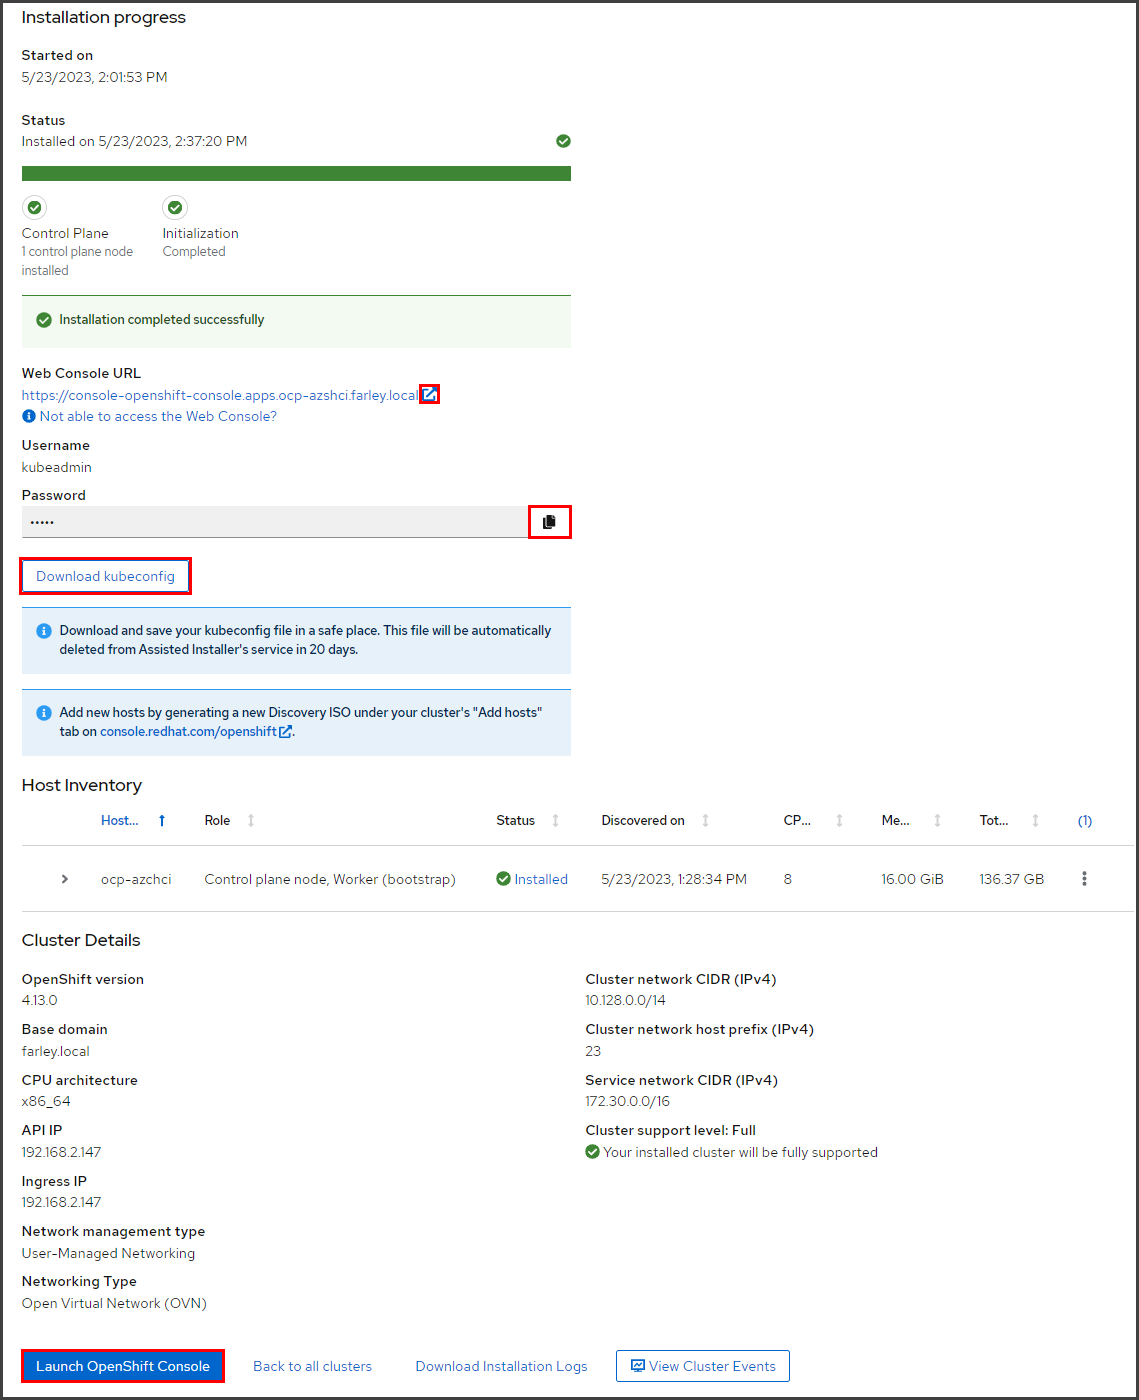 Installation progress
Started on
5/23/2023, 2:01:53 PM
Status
Installed on 5/23/2023, 2:37:20 PM
Control Plane
1 control plane node
installed
Initialization
Completed
Installation completed successfully
Web Console URL
https://console-openshift-console.apps.ocp-azshci.farley.local
Not able to access the Web Console?
Username
kubeadmin
Password
•••••
Download kubeconfig
Download and save your kubeconfig file in a safe place. This file will be automatically
deleted from Assisted Installer's service in 20 days.
Add new hosts by generating a new Discovery ISO under your cluster's "Add hosts"
tab on console.redhat.com/openshift.
Host Inventory
Host... Role Status Discovered on CP... Me... Tot... (1)
ocp-azchci Control plane node, Worker (bootstrap) Installed 5/23/2023, 1:28:34 PM 8 16.00 GiB 136.37 GB
Cluster Details
OpenShift version
4.13.0
Base domain
farley.local
CPU architecture
x86_64
API IP
192.168.2.147
Ingress IP
192.168.2.147
Network management type
User-Managed Networking
Networking Type
Open Virtual Network (OVN)
Cluster network CIDR (IPv4)
10.128.0.0/14
Cluster network host prefix (IPv4)
23
Service network CIDR (IPv4)
172.30.0.0/16
Cluster support level: Full
Your installed cluster will be fully supported
Launch OpenShift Console Back to all clusters Download Installation Logs View Cluster Events